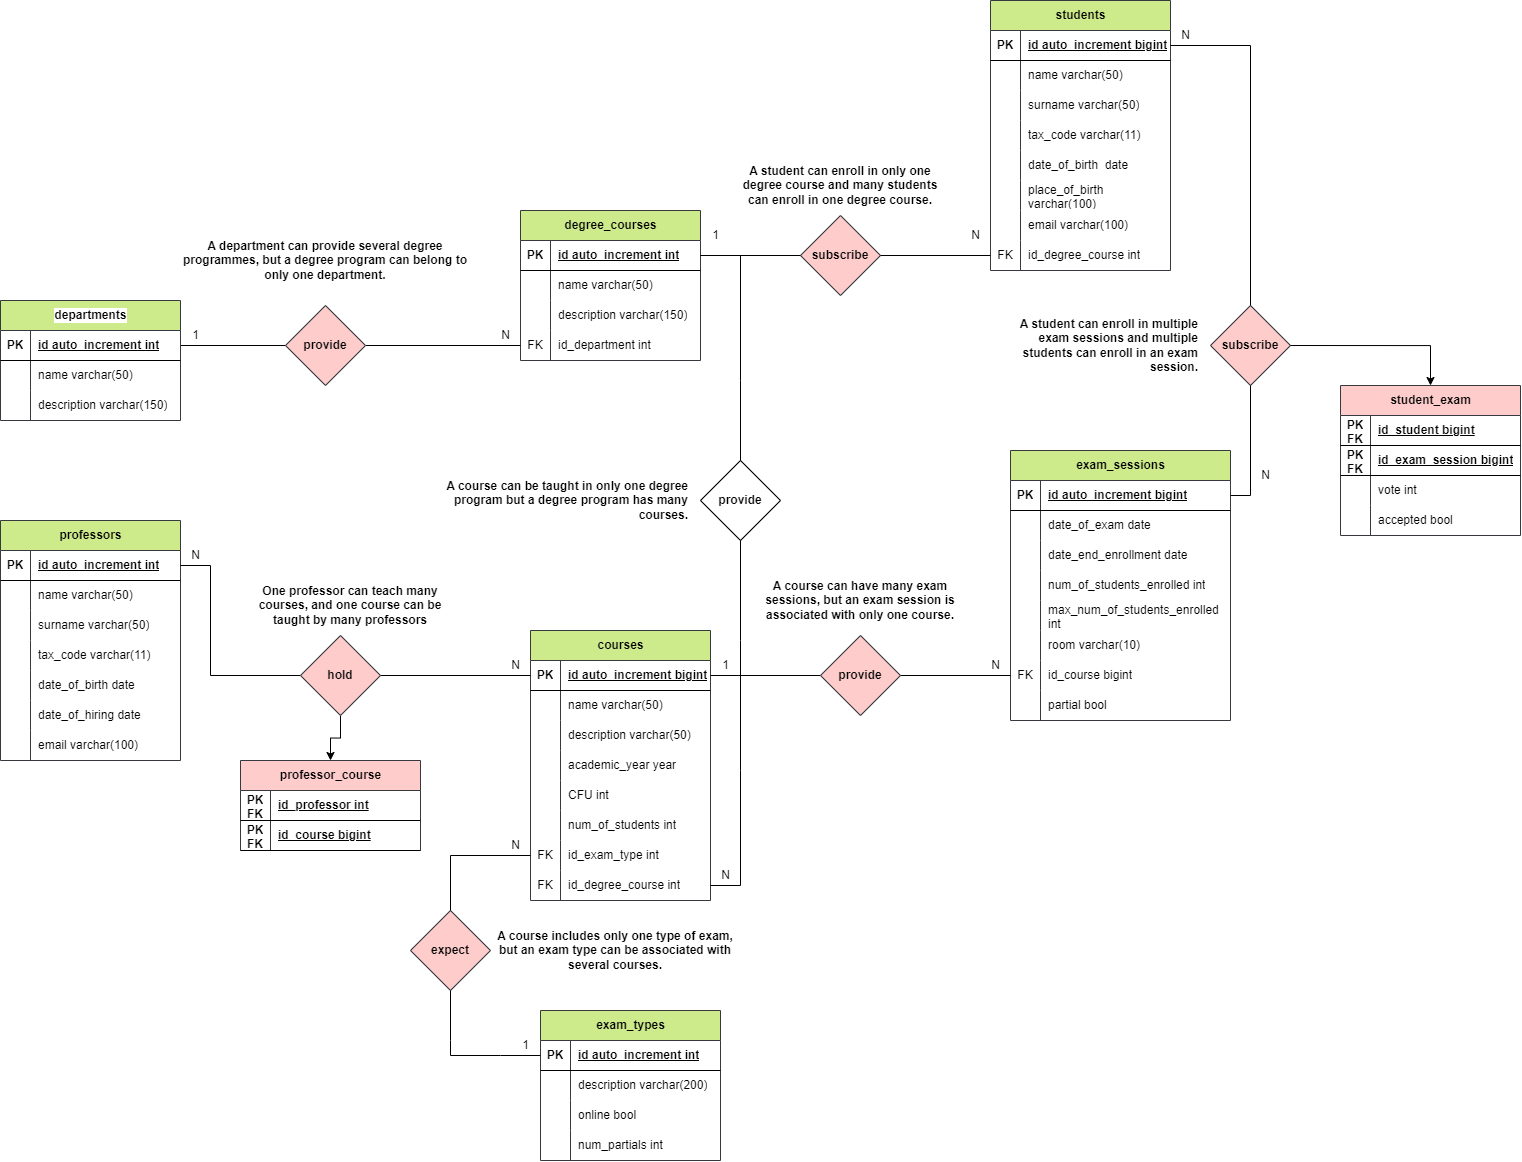 students
PK id auto_increment bigint
name varchar(50)
surname varchar(50)
tax_code varchar(11)
date_of_birth  date
place_of_birth
varchar(100)
email varchar(100)
FK id_degree_course int
N
N
A student can enroll in only one
degree course and many students
can enroll in one degree course.
subscribe
1
degree_courses
PK id auto_increment int
name varchar(50)
description varchar(150)
FK id_department int
A department can provide several degree
programmes, but a degree program can belong to
only one department.
provide
1
N
departments
PK id auto_increment int
name varchar(50)
description varchar(150)
A student can enroll in multiple
exam sessions and multiple
students can enroll in an exam
session.
subscribe
N
student_exam
PK
FK
id_student bigint
PK
FK
id_exam_session bigint
vote int
accepted bool
exam_sessions
PK id auto_increment bigint
date_of_exam date
date_end_enrollment date
num_of_students_enrolled int
max_num_of_students_enrolled
int
room varchar(10)
FK id_course bigint
partial bool
A course can be taught in only one degree
program but a degree program has many
courses.
provide
professors
PK id auto_increment int
name varchar(50)
surname varchar(50)
tax_code varchar(11)
date_of_birth date
date_of_hiring date
email varchar(100)
N
One professor can teach many
courses, and one course can be
taught by many professors
hold
N
A course can have many exam
sessions, but an exam session is
associated with only one course.
provide
1
N
courses
PK id auto_increment bigint
name varchar(50)
description varchar(50)
academic_year year
CFU int
num_of_students int
FK id_exam_type int
FK id_degree_course int
N
N
professor_course
PK
FK
id_professor int
PK
FK
id_course bigint
expect
A course includes only one type of exam,
but an exam type can be associated with
several courses.
1
exam_types
PK id auto_increment int
description varchar(200)
online bool
num_partials int